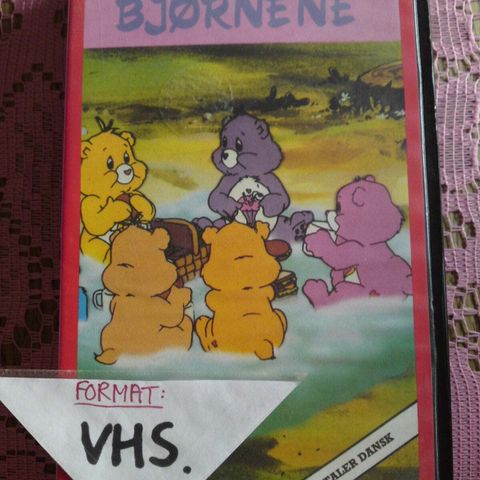 BJØRNENE
FORMAT:
VHS.
TALER DANSK